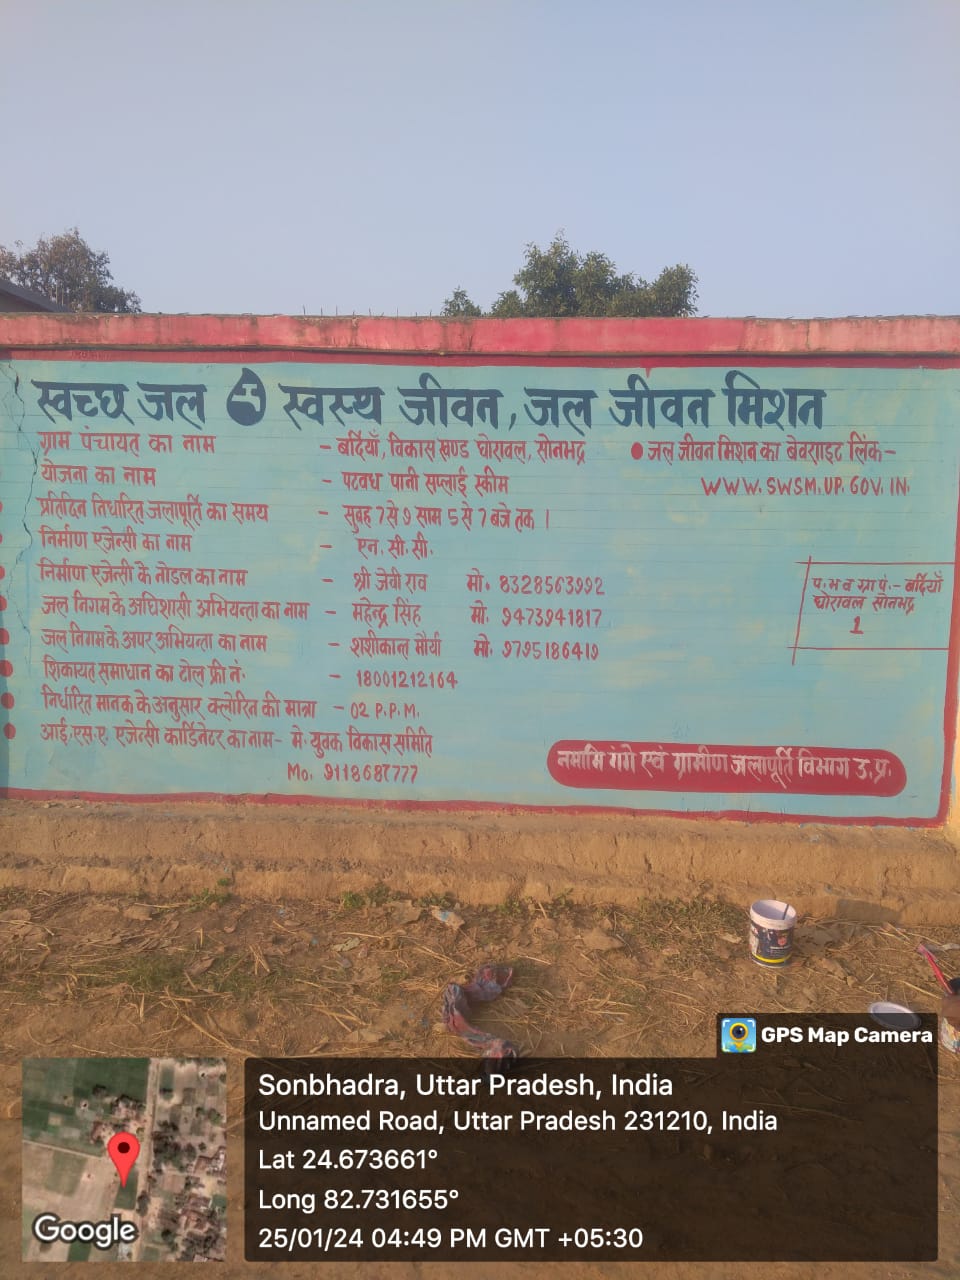 स्वच्छ जल स्वस्थ जीवन, जल जीवन मिशन
ग्राम पंचायत का नाम - बर्दियाँ, विकास खण्ड घोरावल, सोनभद्र
योजना का नाम - पटवध पानी सप्लाई स्कीम
प्रतिदिन निर्धारित जलापूर्ति का समय - सुबह 7 से 9 साम 5 से 7 बजे तक।
निर्माण एजेन्सी का नाम - एन. सी. सी.
निर्माण एजेन्सी के नोडल का नाम - श्री जेवी राव मो. 8328563992
जल निगम के अधिशासी अभियन्ता का नाम - महेन्द्र सिंह मो. 9473941817
जल निगम के अपर अभियन्ता का नाम - शशीकान्त मौर्या मो. 9795186419
शिकायत समाधान का टोल फ्री नं. - 18001212164
निर्धारित मानक के अनुसार क्लोरिन की मात्रा - 02 P.P.M.
आई.एस.ए. एजेन्सी कार्डिनेटर का नाम - मे. युवक विकास समिति
Mo. 9118687777
● जल जीवन मिशन का बेवसाइट लिंक-
WWW.SWSM.UP.GOV.IN.
प. म ब ग्रा पं.- बर्दियाँ
घोरावल सोनभद्र
1
नमामि गंगे एवं ग्रामीण जलापूर्ति विभाग उ.प्र.
GPS Map Camera
Sonbhadra, Uttar Pradesh, India
Unnamed Road, Uttar Pradesh 231210, India
Lat 24.673661°
Long 82.731655°
25/01/24 04:49 PM GMT +05:30
Google